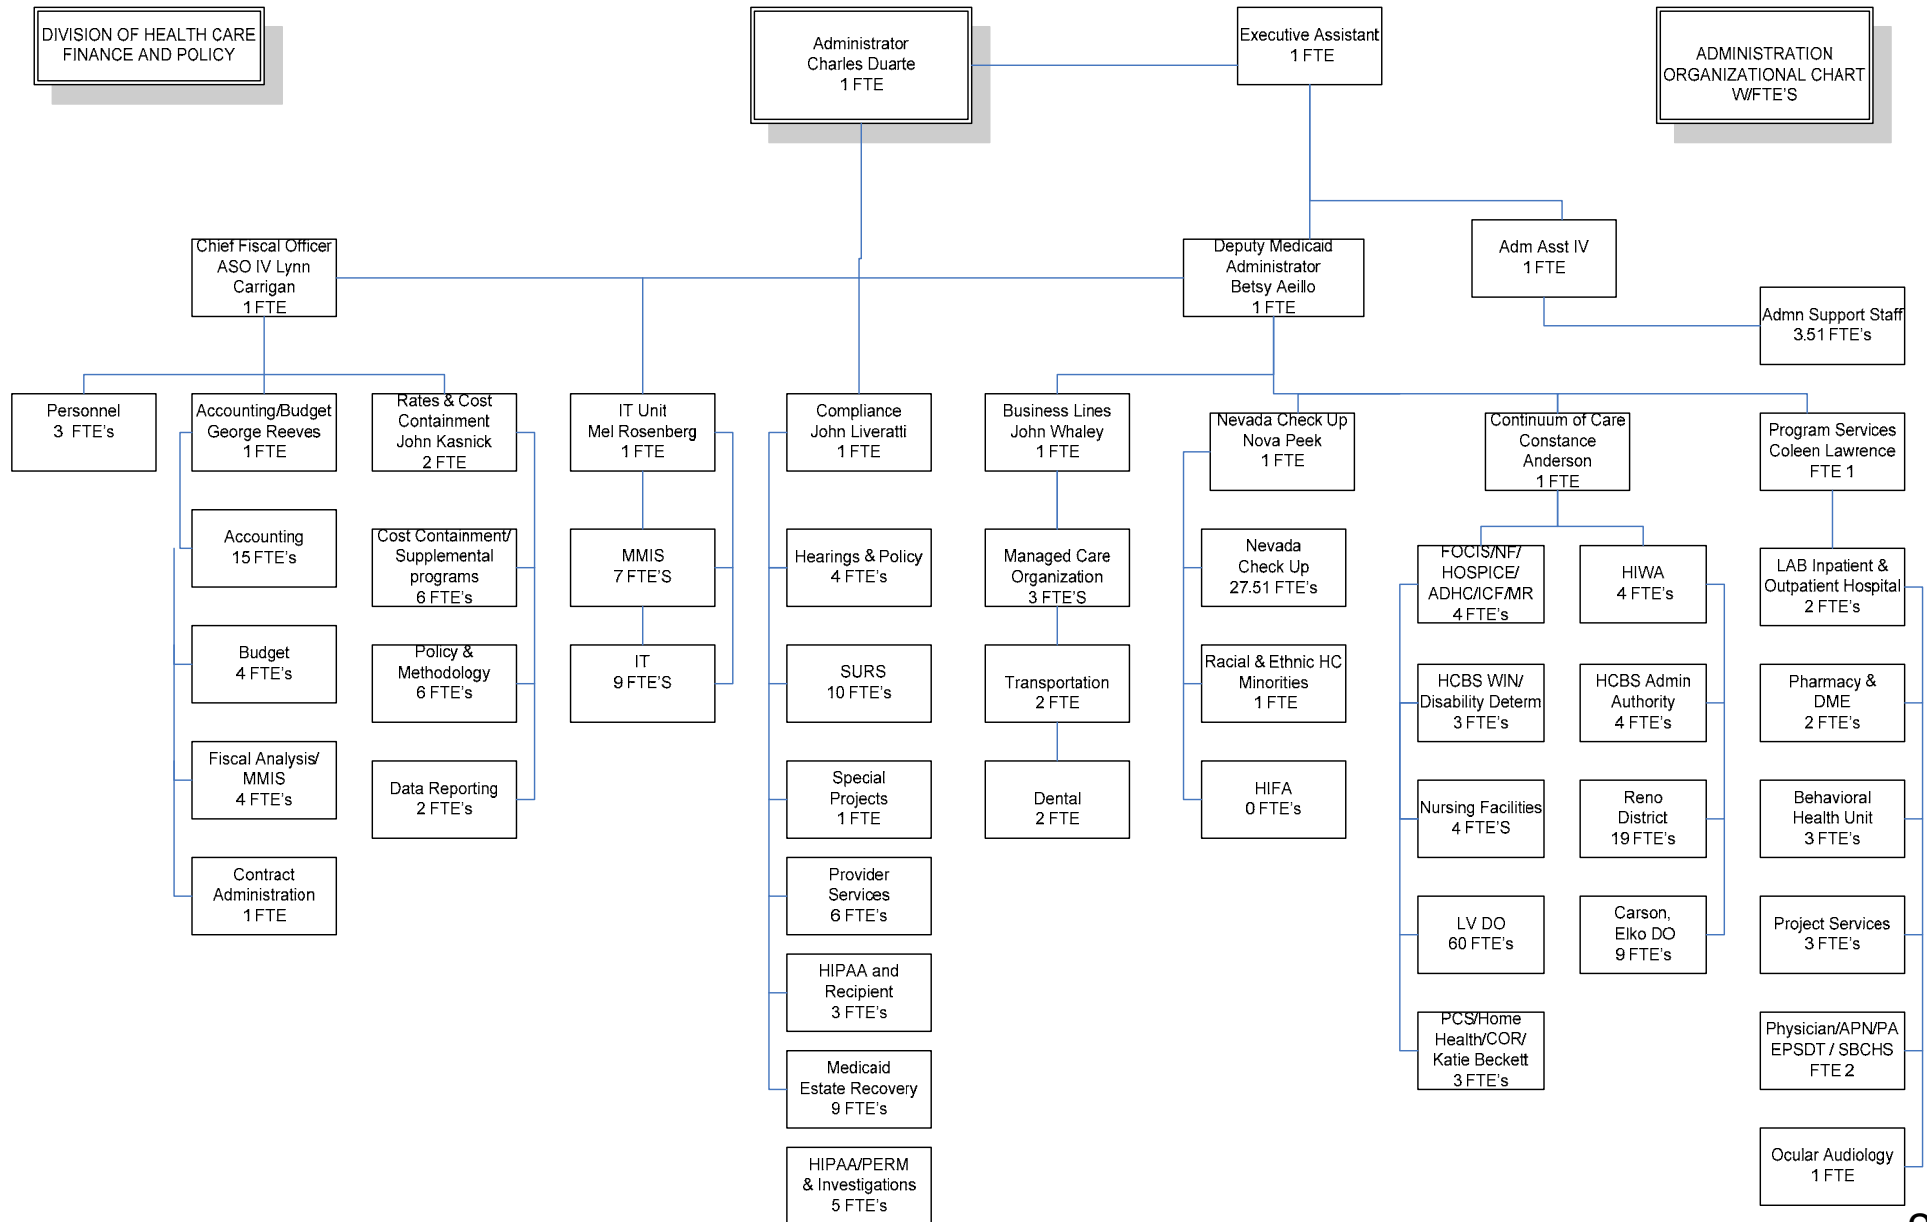 DIVISION OF HEALTH CARE
FINANCE AND POLICY
Administrator
Charles Duarte
1 FTE
Executive Assistant
1 FTE
ADMINISTRATION
ORGANIZATIONAL CHART
W/FTE'S
Chief Fiscal Officer
ASO IV Lynn
Carrigan
1 FTE
Deputy Medicaid
Administrator
Betsy Aeillo
1 FTE
Adm Asst IV
1 FTE
Admn Support Staff
3.51 FTE's
Personnel
3 FTE's
Accounting/Budget
George Reeves
1 FTE
Rates & Cost
Containment
John Kasnick
2 FTE
IT Unit
Mel Rosenberg
1 FTE
Compliance
John Liveratti
1 FTE
Business Lines
John Whaley
1 FTE
Nevada Check Up
Nova Peek
1 FTE
Continuum of Care
Constance
Anderson
1 FTE
Program Services
Coleen Lawrence
FTE 1
Accounting
15 FTE's
Budget
4 FTE's
Fiscal Analysis/
MMIS
4 FTE's
Contract
Administration
1 FTE
Cost Containment/
Supplemental
programs
6 FTE's
Policy &
Methodology
6 FTE's
Data Reporting
2 FTE's
MMIS
7 FTE'S
IT
9 FTE'S
Hearings & Policy
4 FTE's
SURS
10 FTE's
Special
Projects
1 FTE
Provider
Services
6 FTE's
HIPAA and
Recipient
3 FTE's
Medicaid
Estate Recovery
9 FTE's
HIPAA/PERM
& Investigations
5 FTE's
Managed Care
Organization
3 FTE'S
Transportation
2 FTE
Dental
2 FTE
Nevada
Check Up
27.51 FTE's
Racial & Ethnic HC
Minorities
1 FTE
HIFA
0 FTE's
FOCIS/NF/
HOSPICE/
ADHC/ICF/MR
4 FTE's
HCBS WIN/
Disability Determ
3 FTE's
Nursing Facilities
4 FTE'S
LV DO
60 FTE's
PCS/Home
Health/COR/
Katie Beckett
3 FTE's
HIWA
4 FTE's
HCBS Admin
Authority
4 FTE's
Reno
District
19 FTE's
Carson,
Elko DO
9 FTE's
LAB Inpatient &
Outpatient Hospital
2 FTE's
Pharmacy &
DME
2 FTE's
Behavioral
Health Unit
3 FTE's
Project Services
3 FTE's
Physician/APN/PA
EPSDT / SBCHS
FTE 2
Ocular Audiology
1 FTE